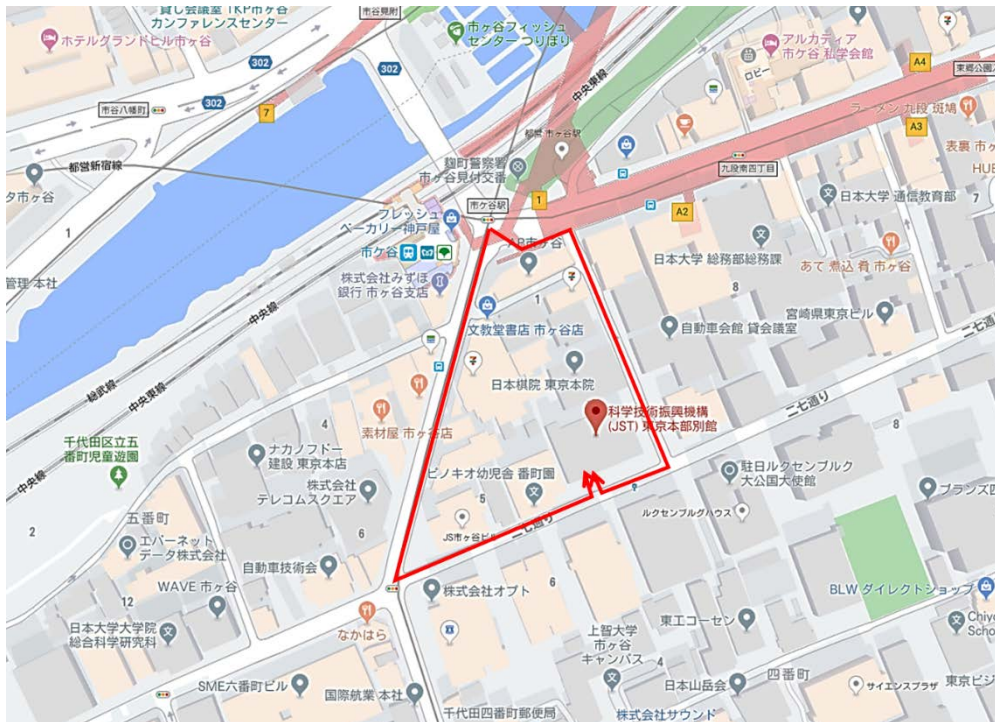 貸し会議室 TKP市ヶ谷
カンファレンスセンター
ホテルグランドヒル市ヶ谷
市谷見附
302
市ヶ谷フィッシュ
センター つりぼり
アルカディア
市ヶ谷 私学会館
ロビー
A4
302
市谷八幡町
302
7
中央東線
都営 市ヶ谷駅
ラーメン 九段 斑鳩
A3
表裏 市ヶ
都営新宿線
麹町警察署
市ヶ谷見付交番
九段南四丁目
タ市ヶ谷
1
市ケ谷駅
1
A2
日本大学 通信教育部
7
フレッシュ
ベーカリー神戸屋
市ケ谷
日本大学 総務部総務課
あて 煮込 肴 市ヶ谷
管理 本社
株式会社みずほ
銀行 市ヶ谷支店
1
8
宮崎県東京ビル
中央線
文教堂書店 市ヶ谷店
自動車会館 貸会議室
二七通り
総武線
中央東線
4
日本棋院 東京本院
科学技術振興機構
(JST) 東京本部別館
素材屋 市ヶ谷店
8
千代田区立五
番町児童遊園
ナカノフドー
建設 東京本店
中央線
株式会社
テレコムスクエア
ピノキオ幼児舎 番町園
駐日ルクセンブルク
大公国大使館
ブランズ四
2
五番町
5
JS市ヶ谷ビル
二七通り
ルクセンブルグハウス
エバーネット
データ株式会社
6
自動車技術会
WAVE 市ヶ谷
株式会社オプト
6
BLW ダイレクトショップ
12
日本大学大学院
総合科学研究科
なかはら
東工コーセン
Chiyo
Scho
上智大学
市ヶ谷
キャンパス
4
四番町
SME六番町ビル
国際航業 本社
日本山岳会
サイエンスプラザ
東京ビジ
千代田四番町郵便局
株式会社サウンド